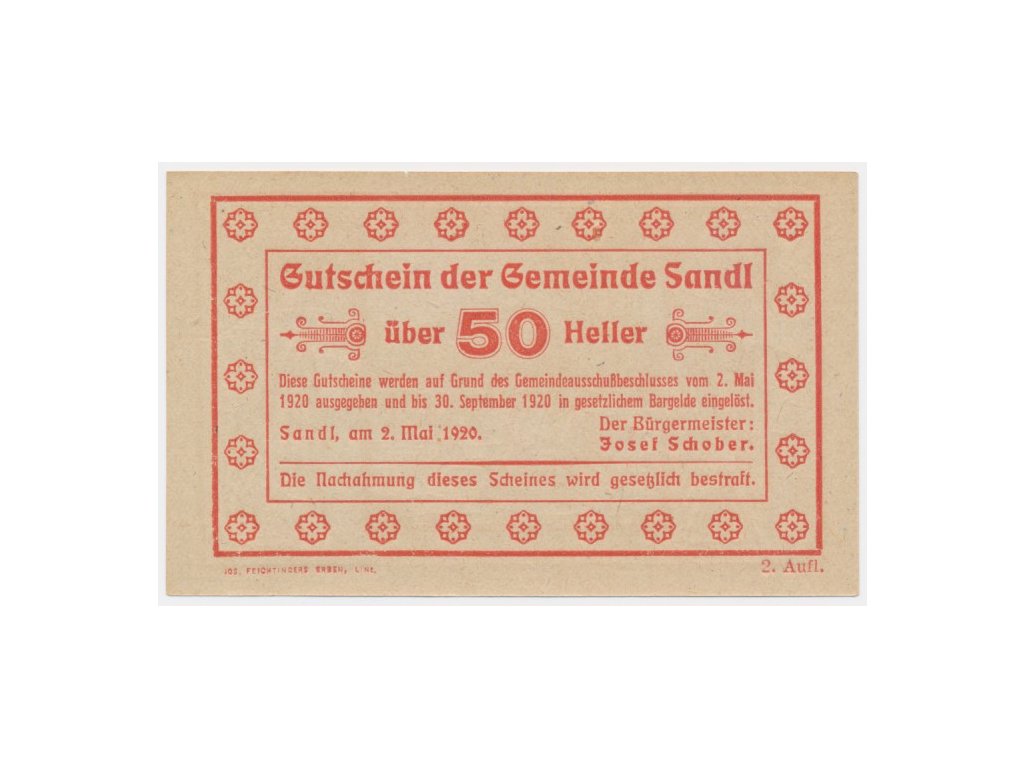 Gutschein der Gemeinde Sandl
über 50 Heller
Diese Gutscheine werden auf Grund des Gemeindeausschußbeschlusses vom 2. Mai
1920 ausgegeben und bis 30. September 1920 in gesetzlichem Bargelde eingelöst.
Sandl, am 2. Mai 1920.
Der Bürgermeister:
Josef Schober.
Die Nachahmung dieses Scheines wird gesetzlich bestraft.
JOS. FEICHTINGERS ERBEN, LINZ.
2. Aufl.